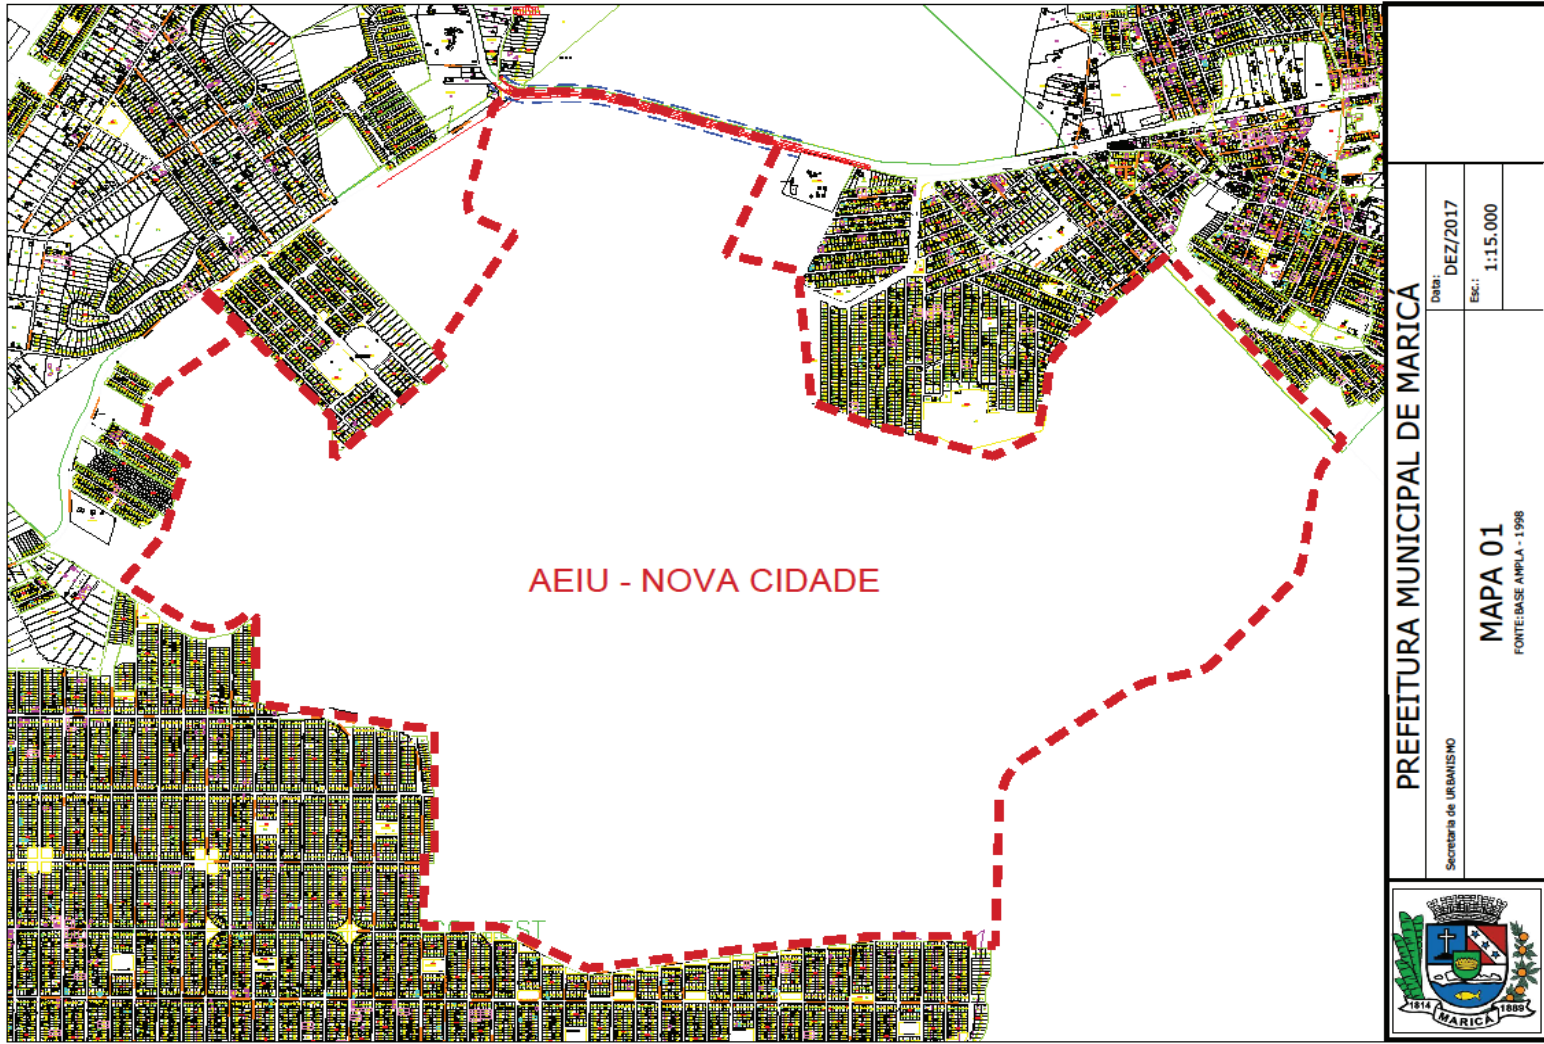 AEIU - NOVA CIDADE
EST
PREFEITURA MUNICIPAL DE MARICÁ
Data:
DEZ/2017
Esc.:
1:15.000
Secretaria de URBANISMO
MAPA 01
FONTE:BASE AMPLA - 1998
1814
MARICÁ
1889